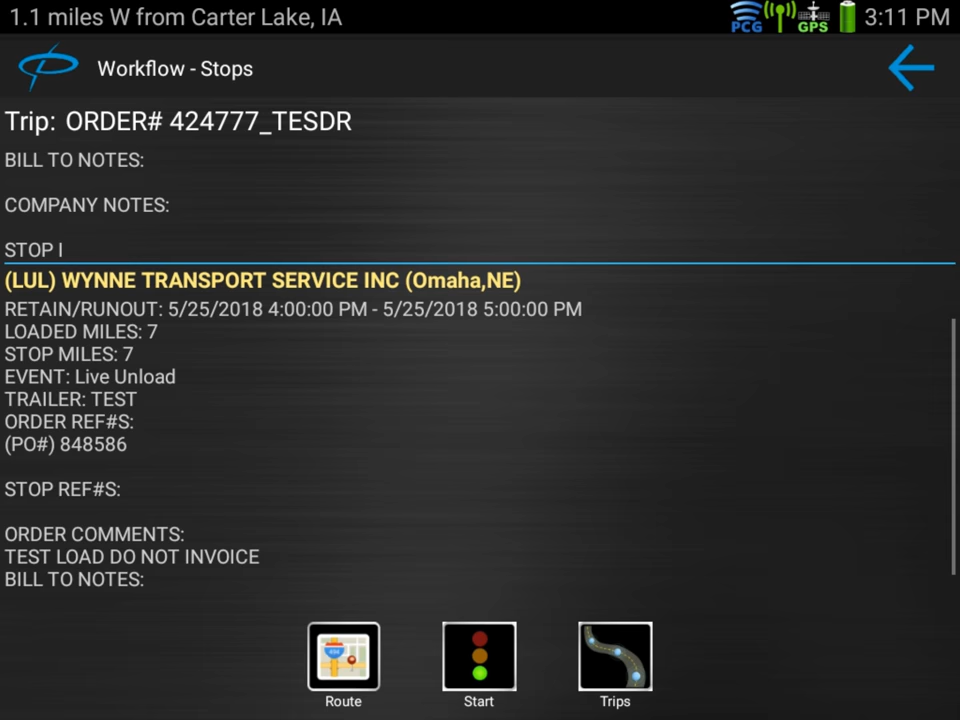 1.1 miles W from Carter Lake, IA
PCG GPS 3:11 PM
Workflow - Stops
Trip: ORDER# 424777_TESDR
BILL TO NOTES:
COMPANY NOTES:
STOP I
(LUL) WYNNE TRANSPORT SERVICE INC (Omaha,NE)
RETAIN/RUNOUT: 5/25/2018 4:00:00 PM - 5/25/2018 5:00:00 PM
LOADED MILES: 7
STOP MILES: 7
EVENT: Live Unload
TRAILER: TEST
ORDER REF#S:
(PO#) 848586
STOP REF#S:
ORDER COMMENTS:
TEST LOAD DO NOT INVOICE
BILL TO NOTES:
Route Start Trips